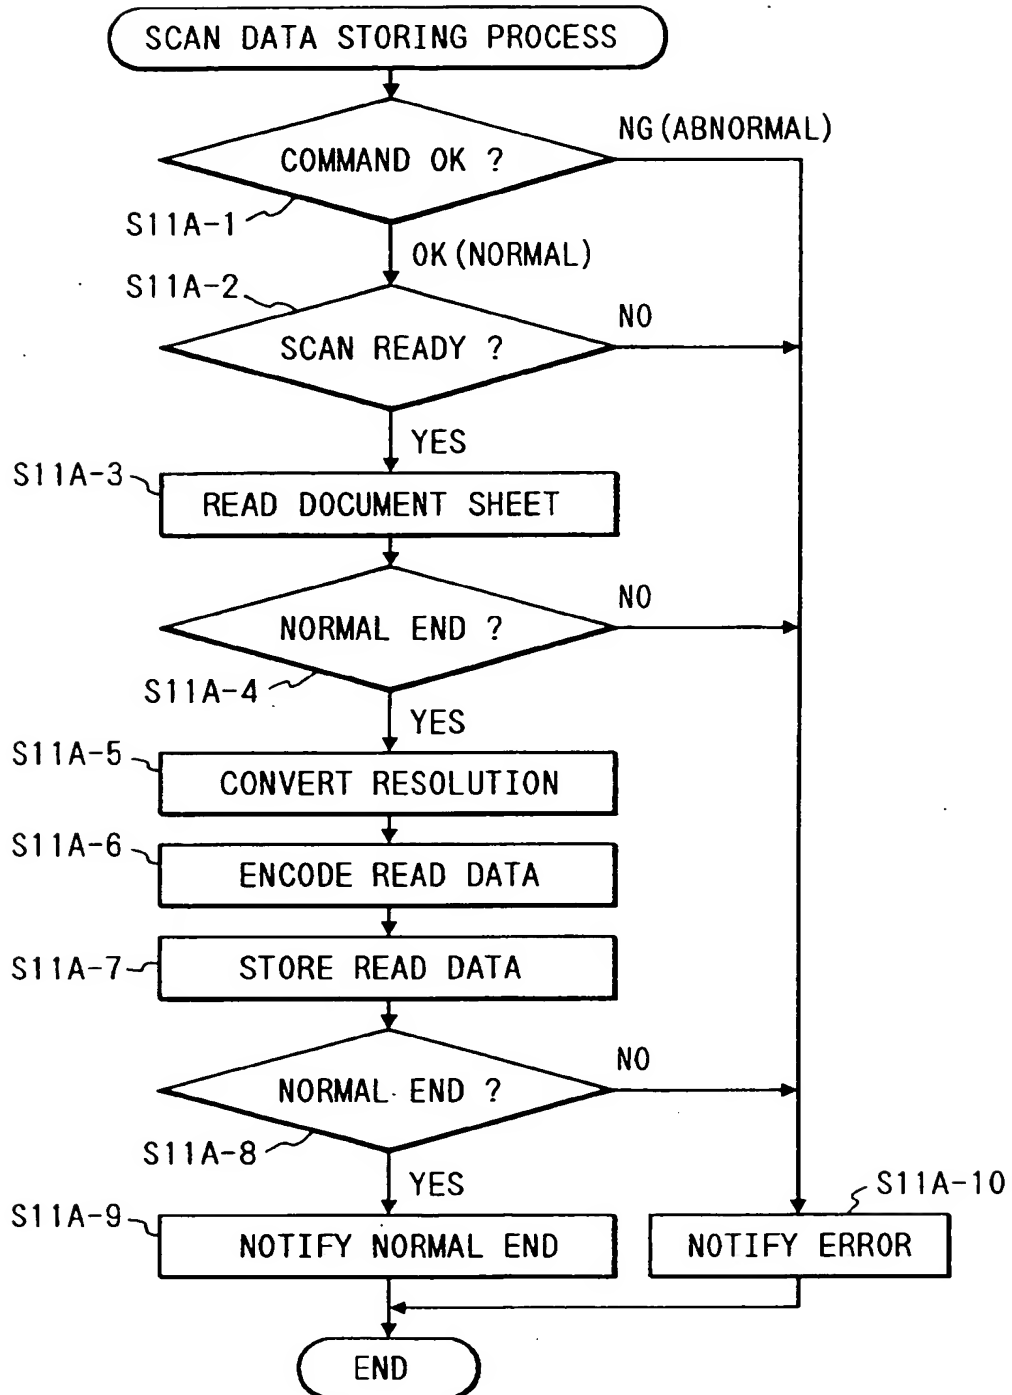 SCAN DATA STORING PROCESS
NG(ABNORMAL)
COMMAND OK ?
S11A-1
OK(NORMAL)
S11A-2
NO
SCAN READY ?
YES
S11A-3
READ DOCUMENT SHEET
NO
NORMAL END ?
S11A-4
YES
S11A-5
CONVERT RESOLUTION
S11A-6
ENCODE READ DATA
S11A-7
STORE READ DATA
NO
NORMAL END ?
S11A-8
YES
S11A-10
S11A-9
NOTIFY NORMAL END
NOTIFY ERROR
END